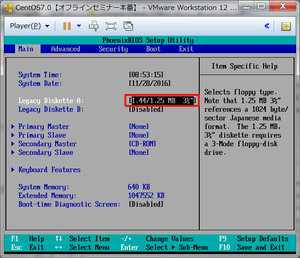 CentOS7.0【オフラインセミナー本番】 - VMware Workstation 12 ...
Player(P)
PhoenixBIOS Setup Utility
Main Advanced Security Boot Exit
Item Specific Help
System Time: [08:53:15]
System Date: [11/28/2016]
Legacy Diskette A: [1.44/1.25 MB 3½"]
Legacy Diskette B: [Disabled]
▶ Primary Master [None]
▶ Primary Slave [None]
▶ Secondary Master [CD-ROM]
▶ Secondary Slave [None]
▶ Keyboard Features
System Memory: 640 KB
Extended Memory: 1047552 KB
Boot-time Diagnostic Screen: [Disabled]
Selects floppy type.
Note that 1.25 MB 3½"
references a 1024 byte/
sector Japanese media
format. The 1.25 MB,
3½" diskette requires a
3-Mode floppy-disk
drive.
F1 Help ↑↓ Select Item -/+ Change Values F9 Setup Defaults
Esc Exit ↔ Select Menu Enter Select ▶ Sub-Menu F10 Save and Exit